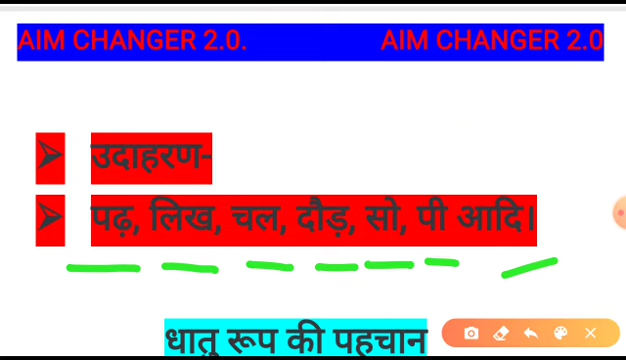 AIM CHANGER 2.0. AIM CHANGER 2.0
➢ उदाहरण-
➢ पढ़, लिख, चल, दौड़, सो, पी आदि।
धातु रूप की पहचान